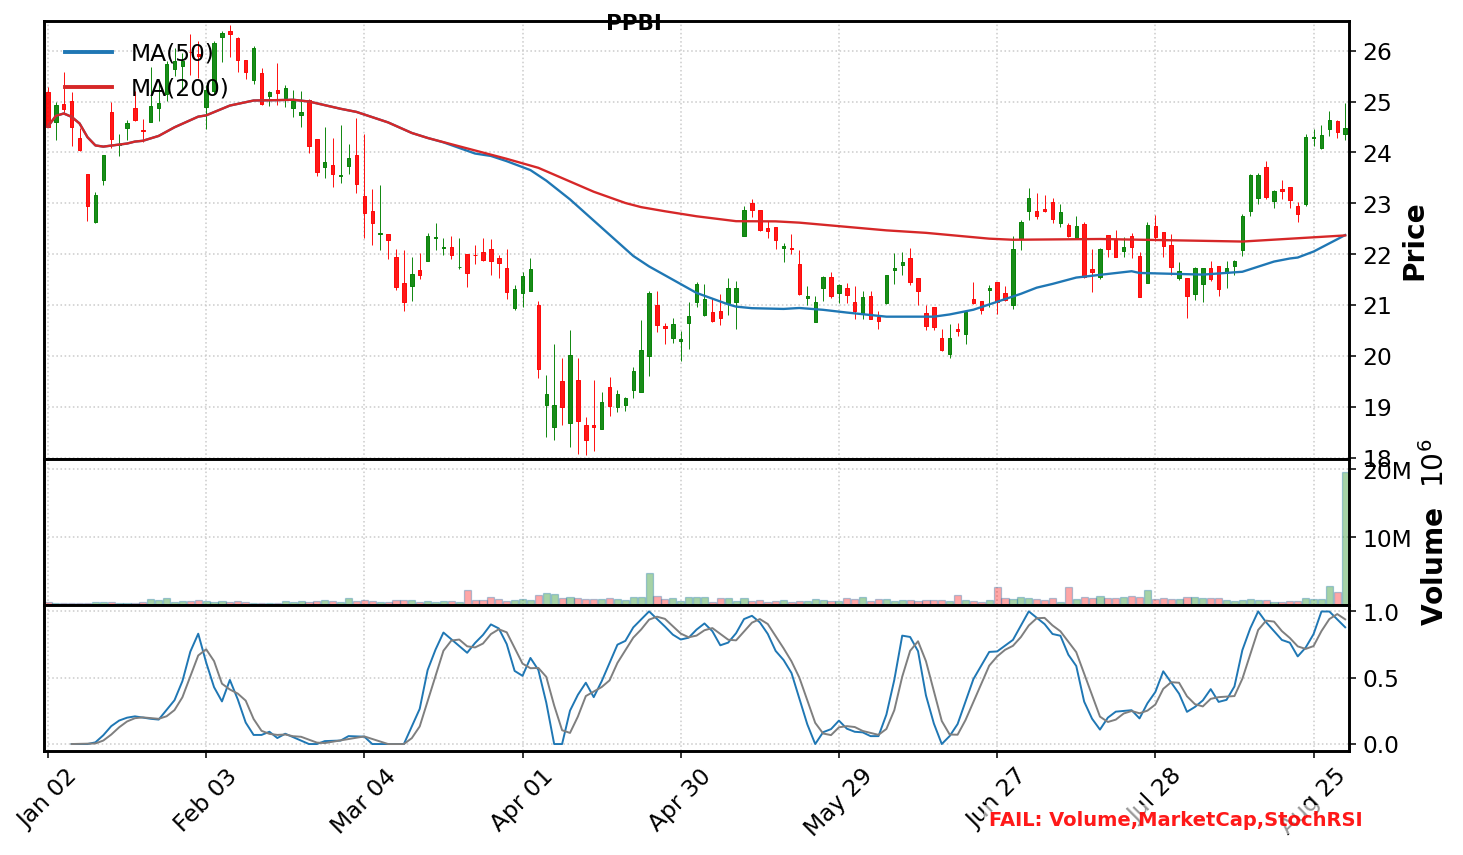 PPBI
MA(50)
MA(200)
26
25
24
23
22
21
20
19
18
Price
20M
10M
Volume 10^6
1.0
0.5
0.0
Jan 02
Feb 03
Mar 04
Apr 01
Apr 30
May 29
Jun 27
Jul 28
Aug 25
FAIL: Volume,MarketCap,StochRSI